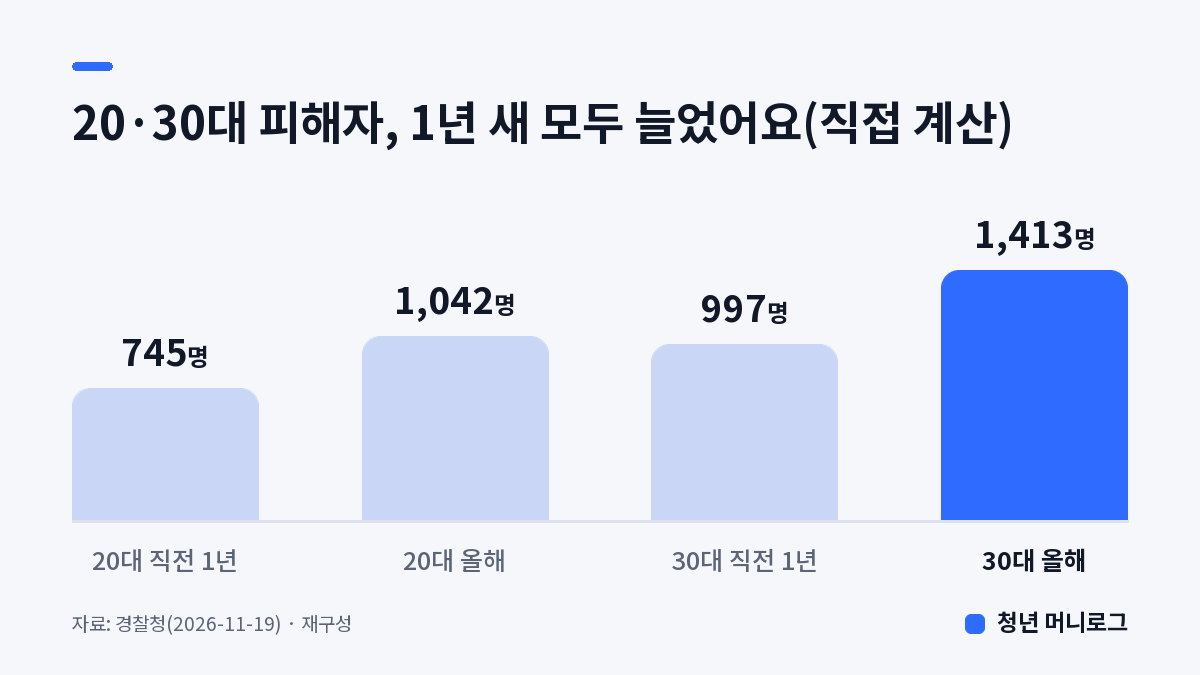 20·30대 피해자, 1년 새 모두 늘었어요(직접 계산)
745명
1,042명
997명
1,413명
20대 직전 1년
20대 올해
30대 직전 1년
30대 올해
자료: 경찰청(2026-11-19) · 재구성
청년 머니로그